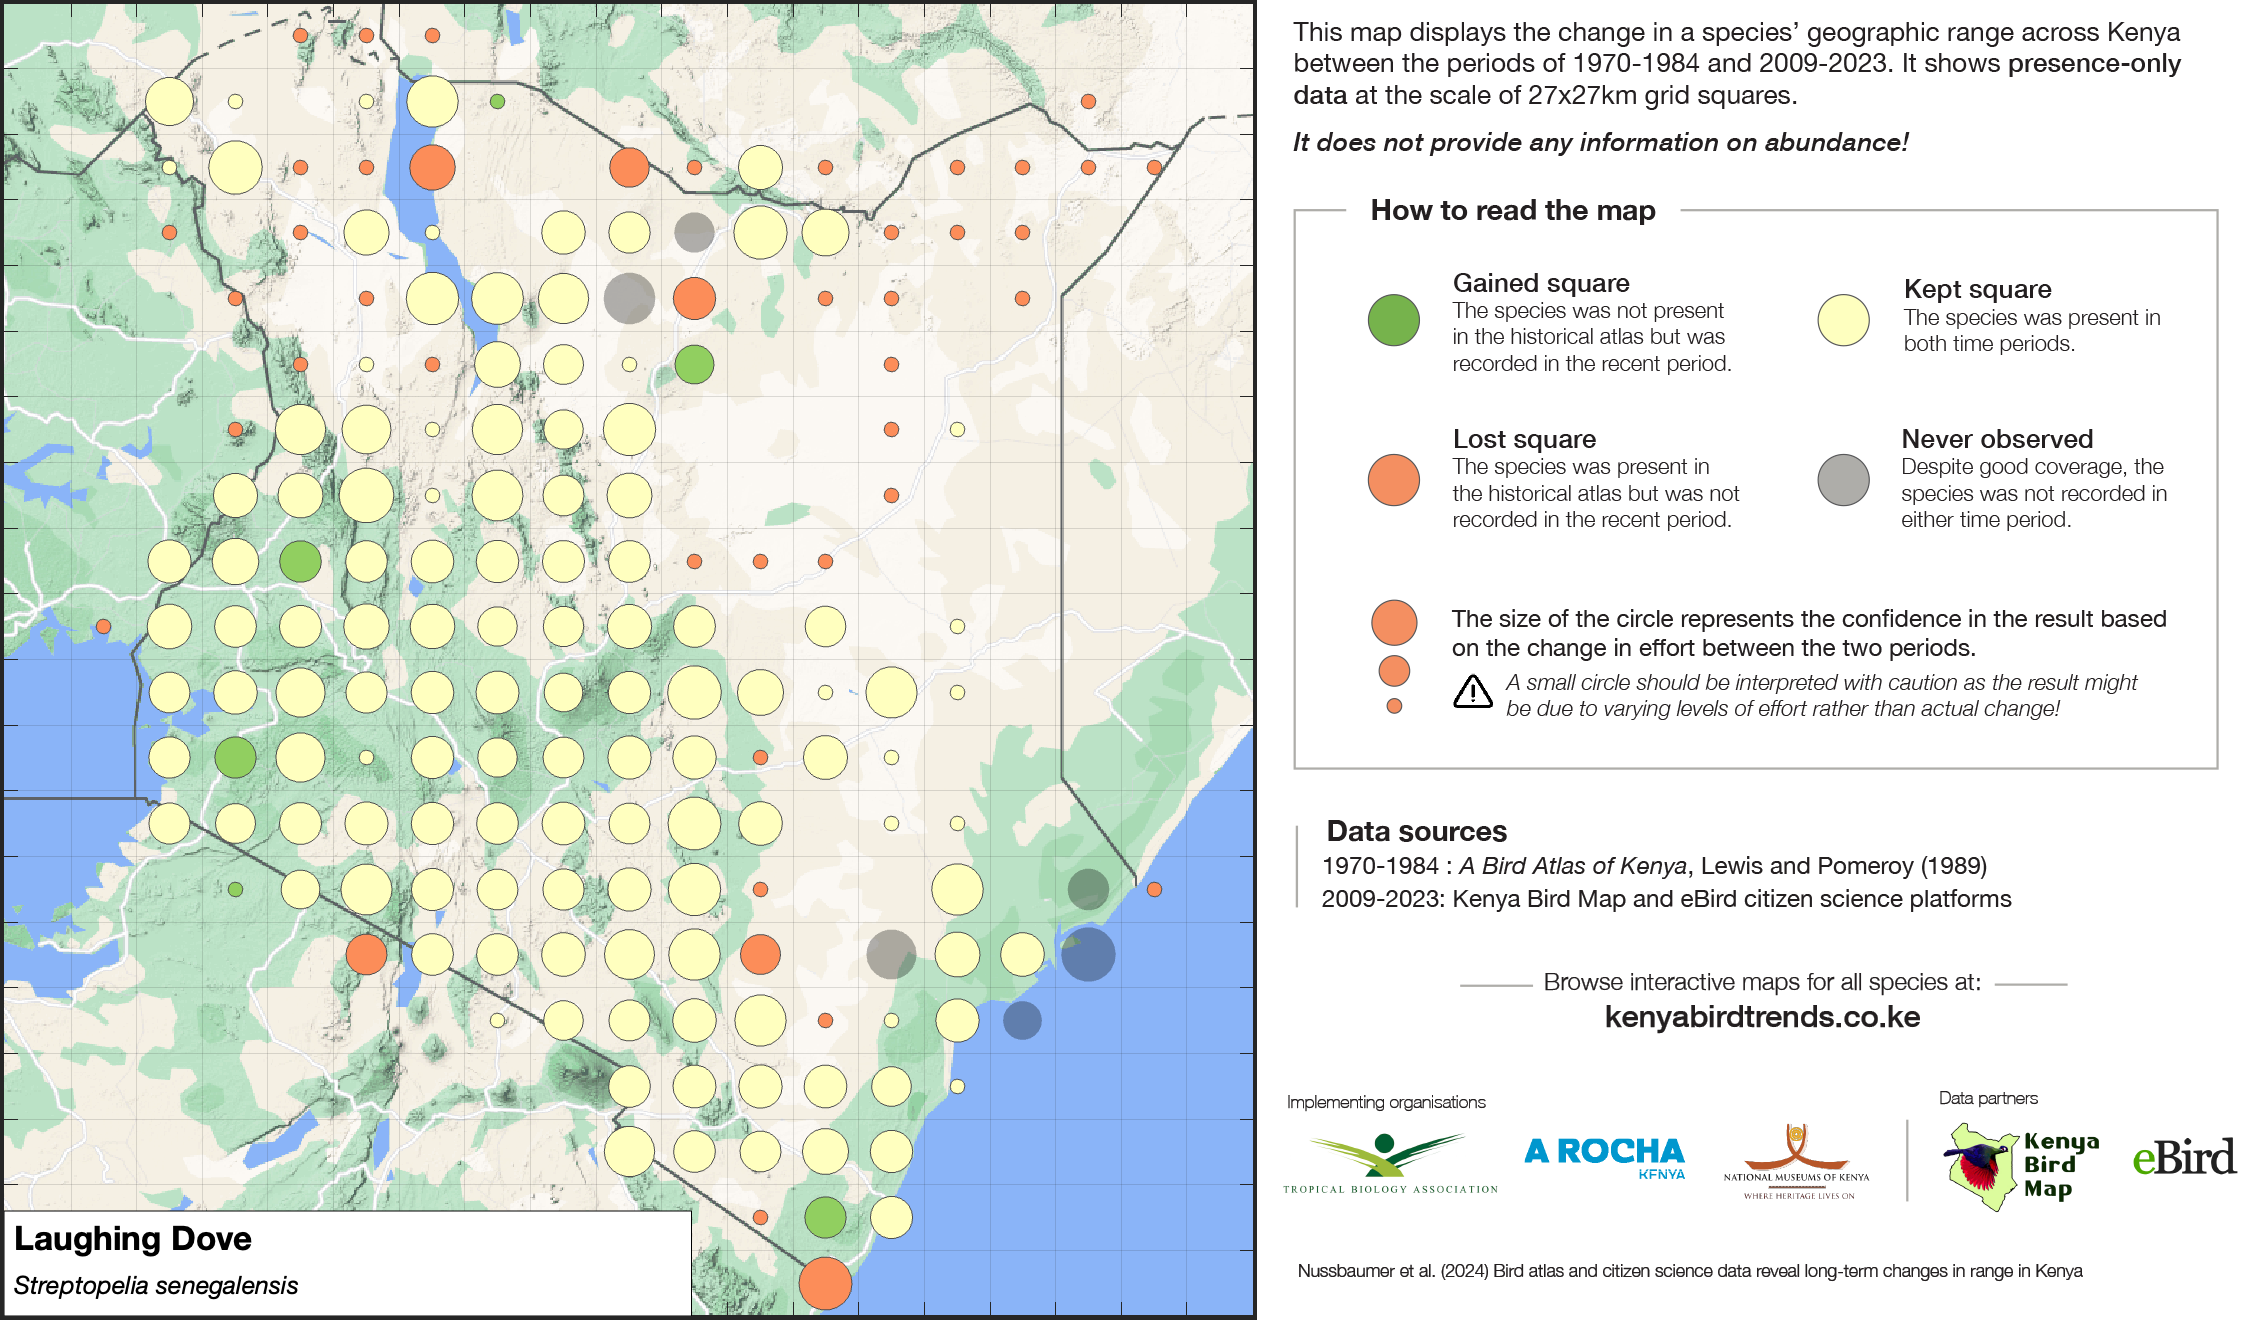 This map displays the change in a species’ geographic range across Kenya
between the periods of 1970-1984 and 2009-2023. It shows presence-only
data at the scale of 27x27km grid squares.
It does not provide any information on abundance!
How to read the map
Gained square
The species was not present
in the historical atlas but was
recorded in the recent period.
Kept square
The species was present in
both time periods.
Lost square
The species was present in
the historical atlas but was not
recorded in the recent period.
Never observed
Despite good coverage, the
species was not recorded in
either time period.
The size of the circle represents the confidence in the result based
on the change in effort between the two periods.
A small circle should be interpreted with caution as the result might
be due to varying levels of effort rather than actual change!
Data sources
1970-1984 : A Bird Atlas of Kenya, Lewis and Pomeroy (1989)
2009-2023: Kenya Bird Map and eBird citizen science platforms
Browse interactive maps for all species at:
kenyabirdtrends.co.ke
Implementing organisations
Data partners
TROPICAL BIOLOGY ASSOCIATION
A ROCHA
KENYA
NATIONAL MUSEUMS OF KENYA
WHERE HERITAGE LIVES ON
Kenya
Bird
Map
eBird
Nussbaumer et al. (2024) Bird atlas and citizen science data reveal long-term changes in range in Kenya
Laughing Dove
Streptopelia senegalensis